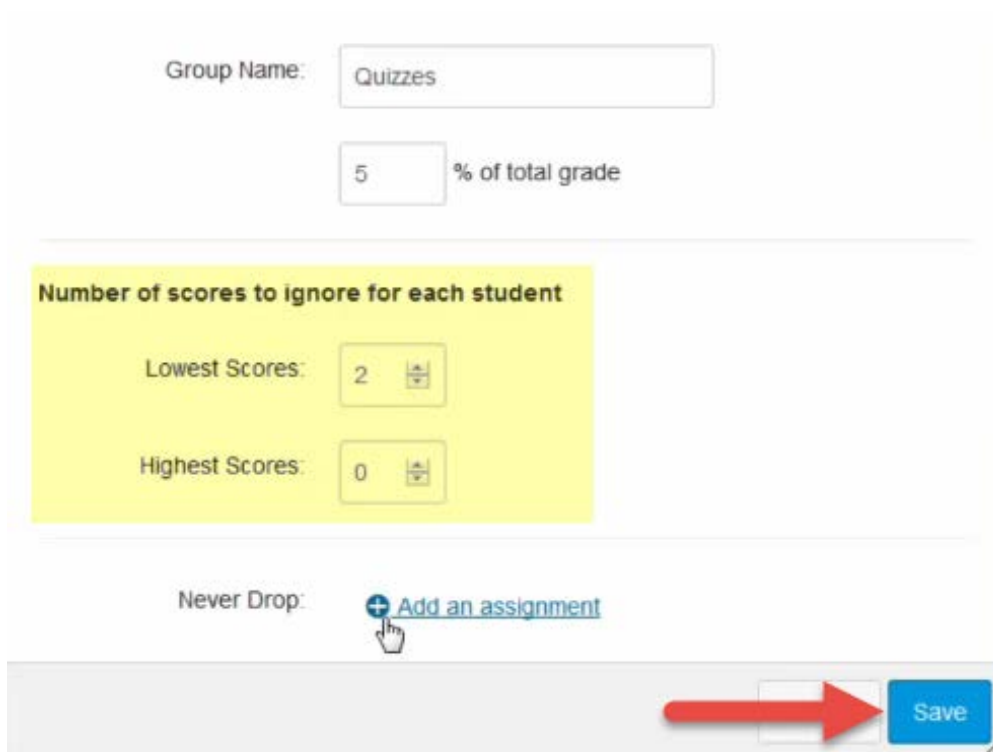 Group Name:
Quizzes
5 % of total grade
Number of scores to ignore for each student
Lowest Scores: 2
Highest Scores: 0
Never Drop: Add an assignment
Save